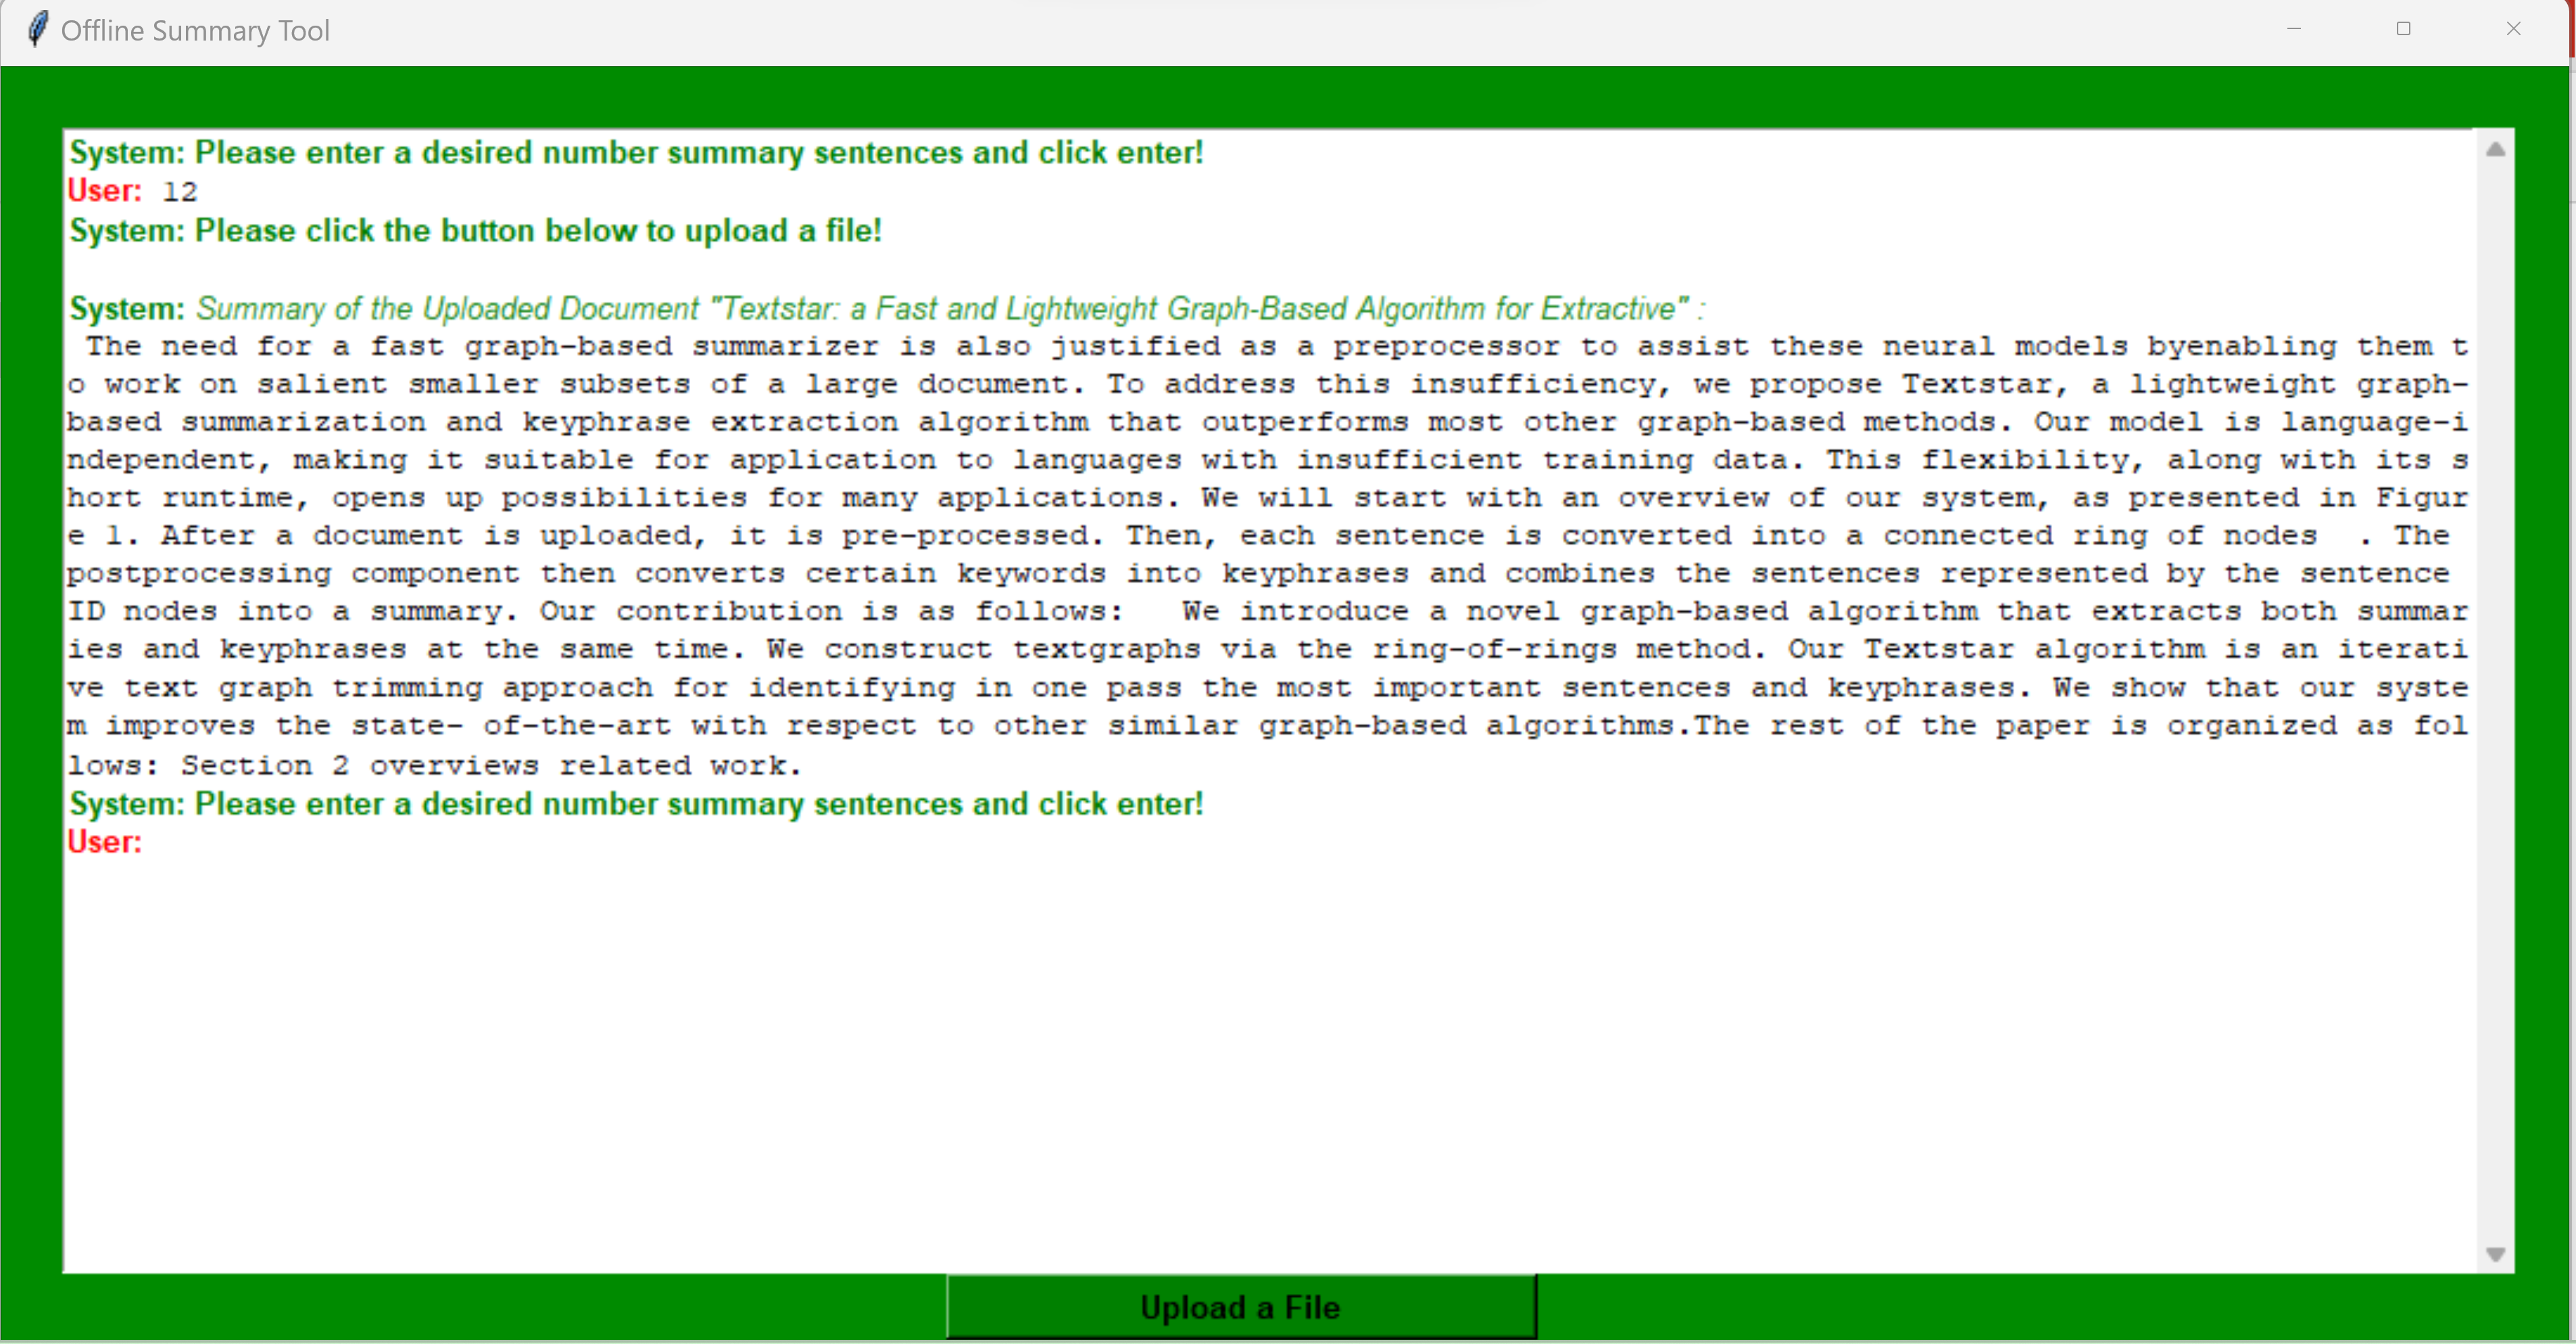 Offline Summary Tool
System: Please enter a desired number summary sentences and click enter!
User: 12
System: Please click the button below to upload a file!
System: Summary of the Uploaded Document "Textstar: a Fast and Lightweight Graph-Based Algorithm for Extractive" :
The need for a fast graph-based summarizer is also justified as a preprocessor to assist these neural models byenabling them t
o work on salient smaller subsets of a large document. To address this insufficiency, we propose Textstar, a lightweight graph-
based summarization and keyphrase extraction algorithm that outperforms most other graph-based methods. Our model is language-i
ndependent, making it suitable for application to languages with insufficient training data. This flexibility, along with its s
hort runtime, opens up possibilities for many applications. We will start with an overview of our system, as presented in Figur
e 1. After a document is uploaded, it is pre-processed. Then, each sentence is converted into a connected ring of nodes  . The
postprocessing component then converts certain keywords into keyphrases and combines the sentences represented by the sentence
ID nodes into a summary. Our contribution is as follows:   We introduce a novel graph-based algorithm that extracts both summar
ies and keyphrases at the same time. We construct textgraphs via the ring-of-rings method. Our Textstar algorithm is an iterati
ve text graph trimming approach for identifying in one pass the most important sentences and keyphrases. We show that our syste
m improves the state- of-the-art with respect to other similar graph-based algorithms.The rest of the paper is organized as fol
lows: Section 2 overviews related work.
System: Please enter a desired number summary sentences and click enter!
User:
Upload a File